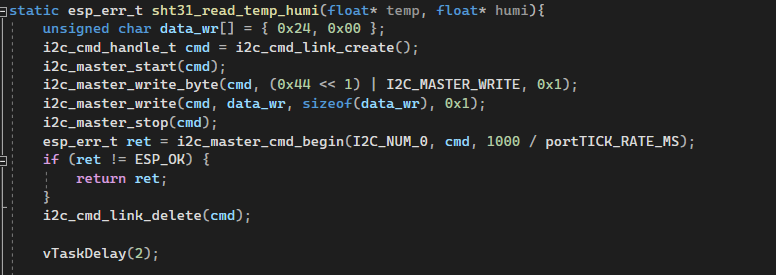 static esp_err_t sht31_read_temp_humi(float* temp, float* humi){
unsigned char data_wr[] = { 0x24, 0x00 };
i2c_cmd_handle_t cmd = i2c_cmd_link_create();
i2c_master_start(cmd);
i2c_master_write_byte(cmd, (0x44 << 1) | I2C_MASTER_WRITE, 0x1);
i2c_master_write(cmd, data_wr, sizeof(data_wr), 0x1);
i2c_master_stop(cmd);
esp_err_t ret = i2c_master_cmd_begin(I2C_NUM_0, cmd, 1000 / portTICK_RATE_MS);
if (ret != ESP_OK) {
return ret;
}
i2c_cmd_link_delete(cmd);
vTaskDelay(2);